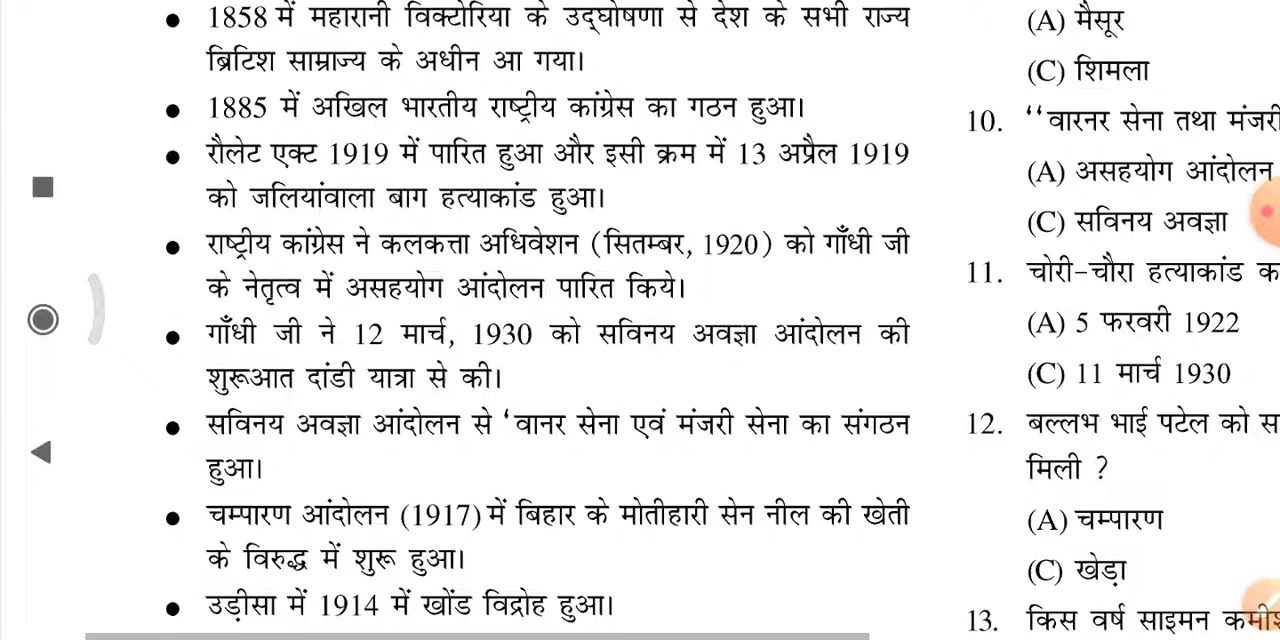 1858 में महारानी विक्टोरिया के उद्घोषणा से देश के सभी राज्य
ब्रिटिश साम्राज्य के अधीन आ गया।
1885 में अखिल भारतीय राष्ट्रीय कांग्रेस का गठन हुआ।
रौलेट एक्ट 1919 में पारित हुआ और इसी क्रम में 13 अप्रैल 1919
को जलियांवाला बाग हत्याकांड हुआ।
राष्ट्रीय कांग्रेस ने कलकत्ता अधिवेशन (सितम्बर, 1920) को गाँधी जी
के नेतृत्व में असहयोग आंदोलन पारित किये।
गाँधी जी ने 12 मार्च, 1930 को सविनय अवज्ञा आंदोलन की
शुरूआत दांडी यात्रा से की।
सविनय अवज्ञा आंदोलन से ‘वानर सेना एवं मंजरी सेना का संगठन
हुआ।
चम्पारण आंदोलन (1917) में बिहार के मोतीहारी सेन नील की खेती
के विरुद्ध में शुरू हुआ।
उड़ीसा में 1914 में खोंड विद्रोह हुआ।
(A) मैसूर
(C) शिमला
10. ‘‘वारनर सेना तथा मंजरी
(A) असहयोग आंदोलन
(C) सविनय अवज्ञा
11. चोरी-चौरा हत्याकांड क
(A) 5 फरवरी 1922
(C) 11 मार्च 1930
12. बल्लभ भाई पटेल को स
मिली ?
(A) चम्पारण
(C) खेड़ा
13. किस वर्ष साइमन